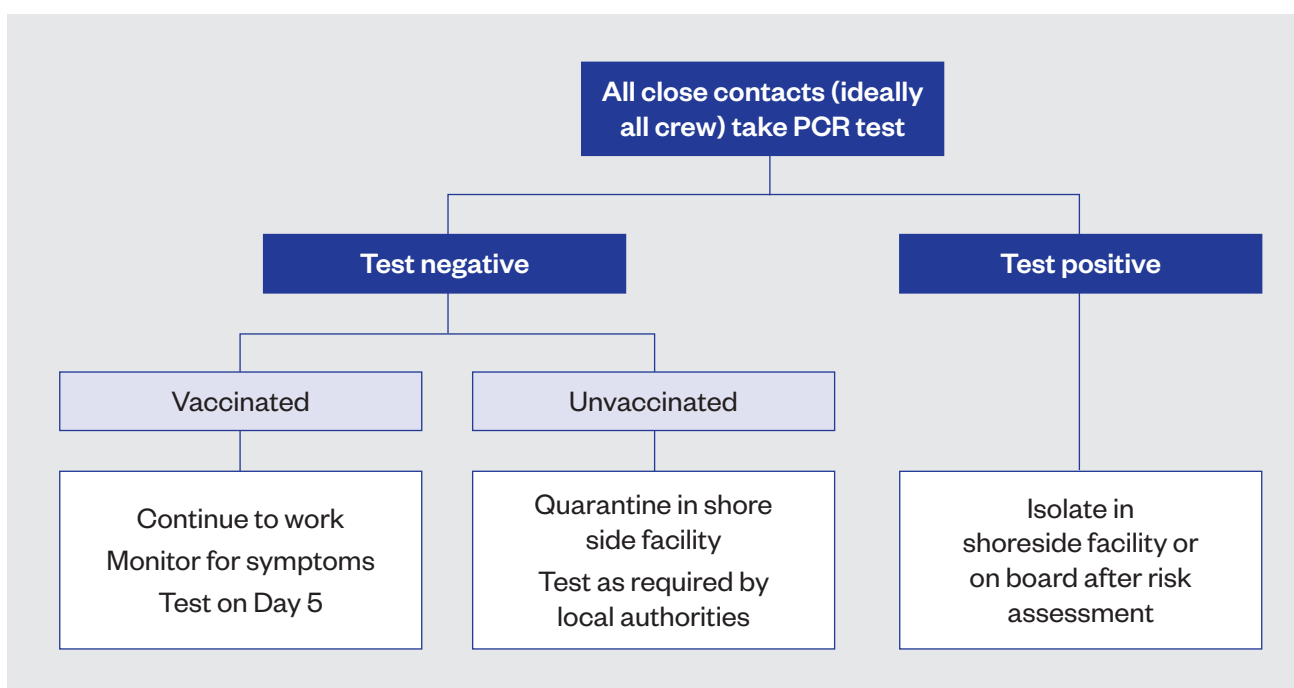 All close contacts (ideally
all crew) take PCR test
Test negative
Test positive
Vaccinated
Unvaccinated
Continue to work
Monitor for symptoms
Test on Day 5
Quarantine in shore
side facility
Test as required by
local authorities
Isolate in
shoreside facility or
on board after risk
assessment